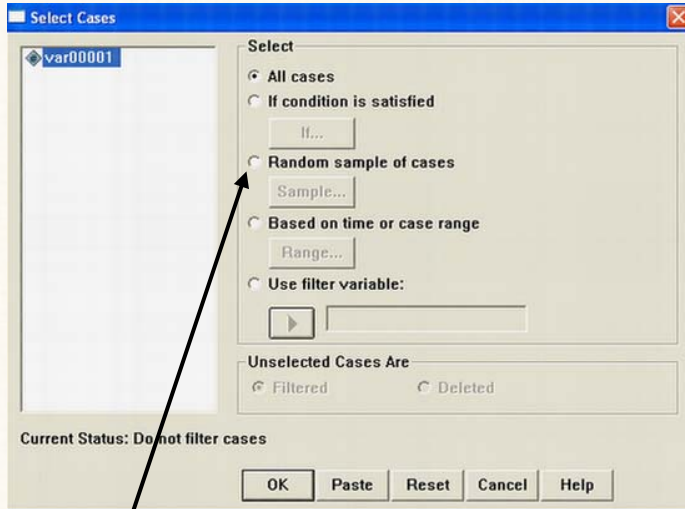 Select Cases
var00001
Select
All cases
If condition is satisfied
If...
Random sample of cases
Sample...
Based on time or case range
Range...
Use filter variable:
Unselected Cases Are
Filtered Deleted
Current Status: Do not filter cases
OK Paste Reset Cancel Help